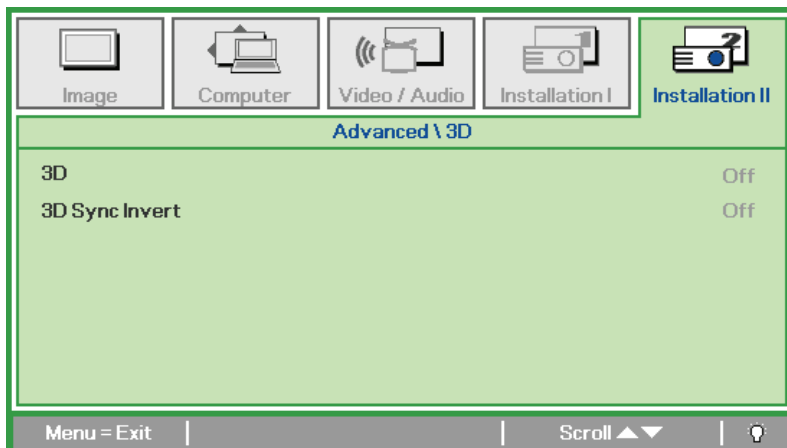 Image Computer Video / Audio Installation I Installation II
Advanced \ 3D
3D Off
3D Sync Invert Off
Menu = Exit Scroll ▲▼